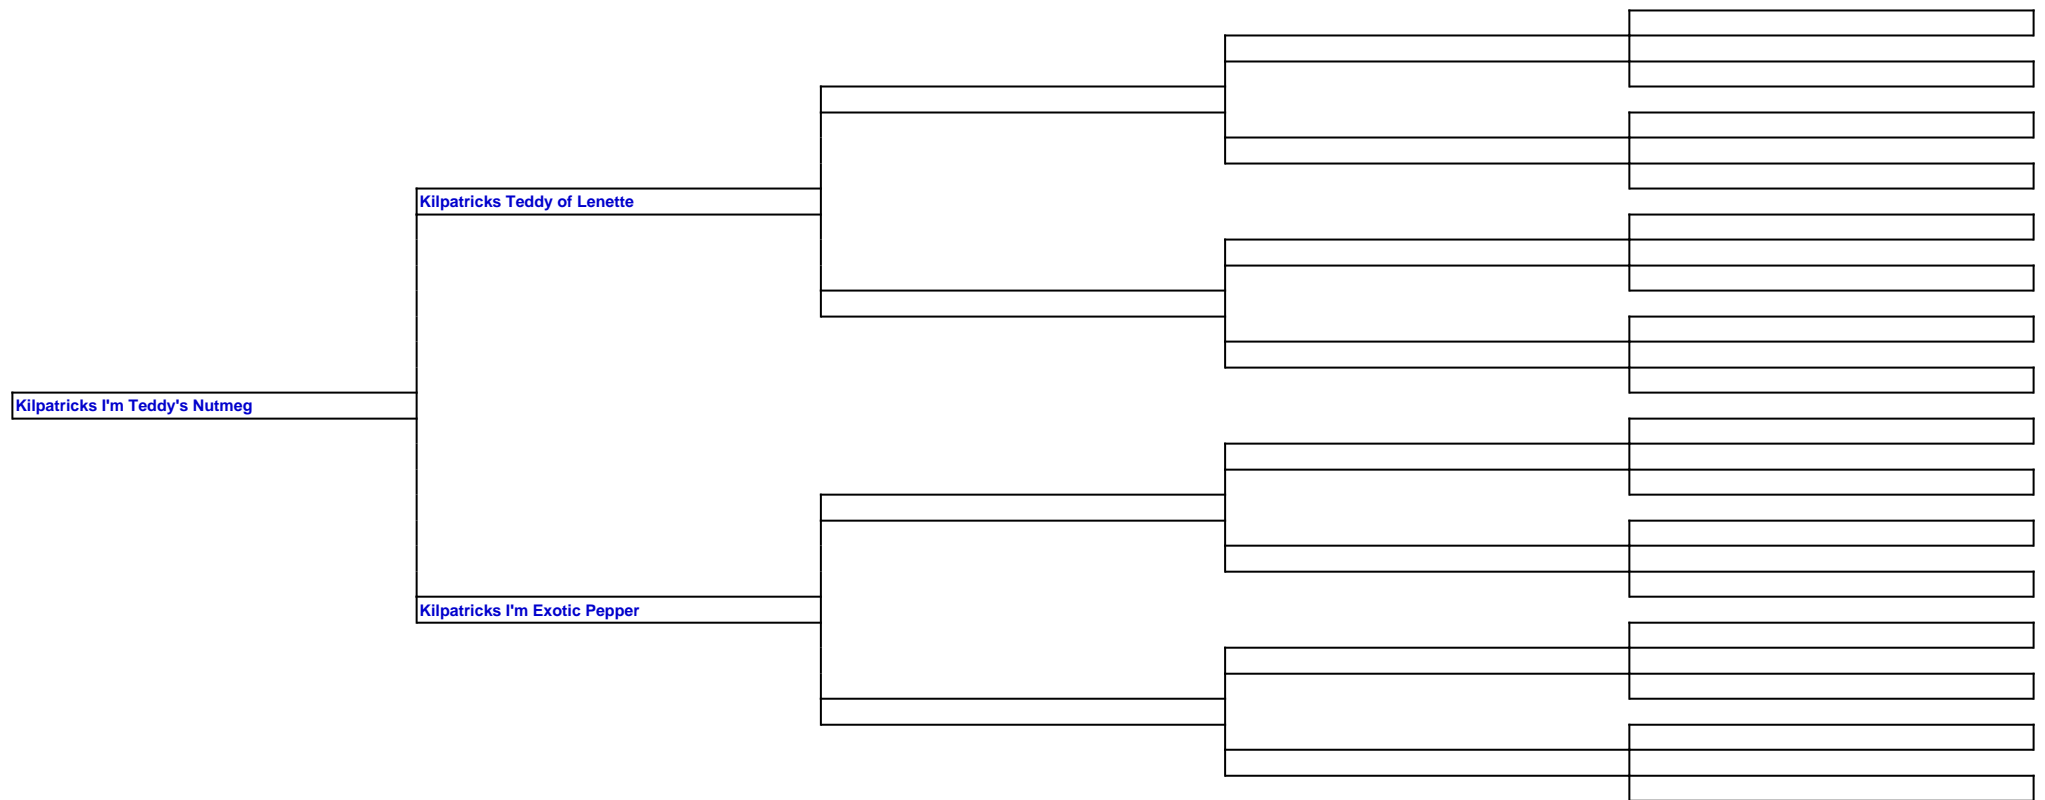 Kilpatricks Teddy of Lenette
Kilpatricks I'm Teddy's Nutmeg
Kilpatricks I'm Exotic Pepper